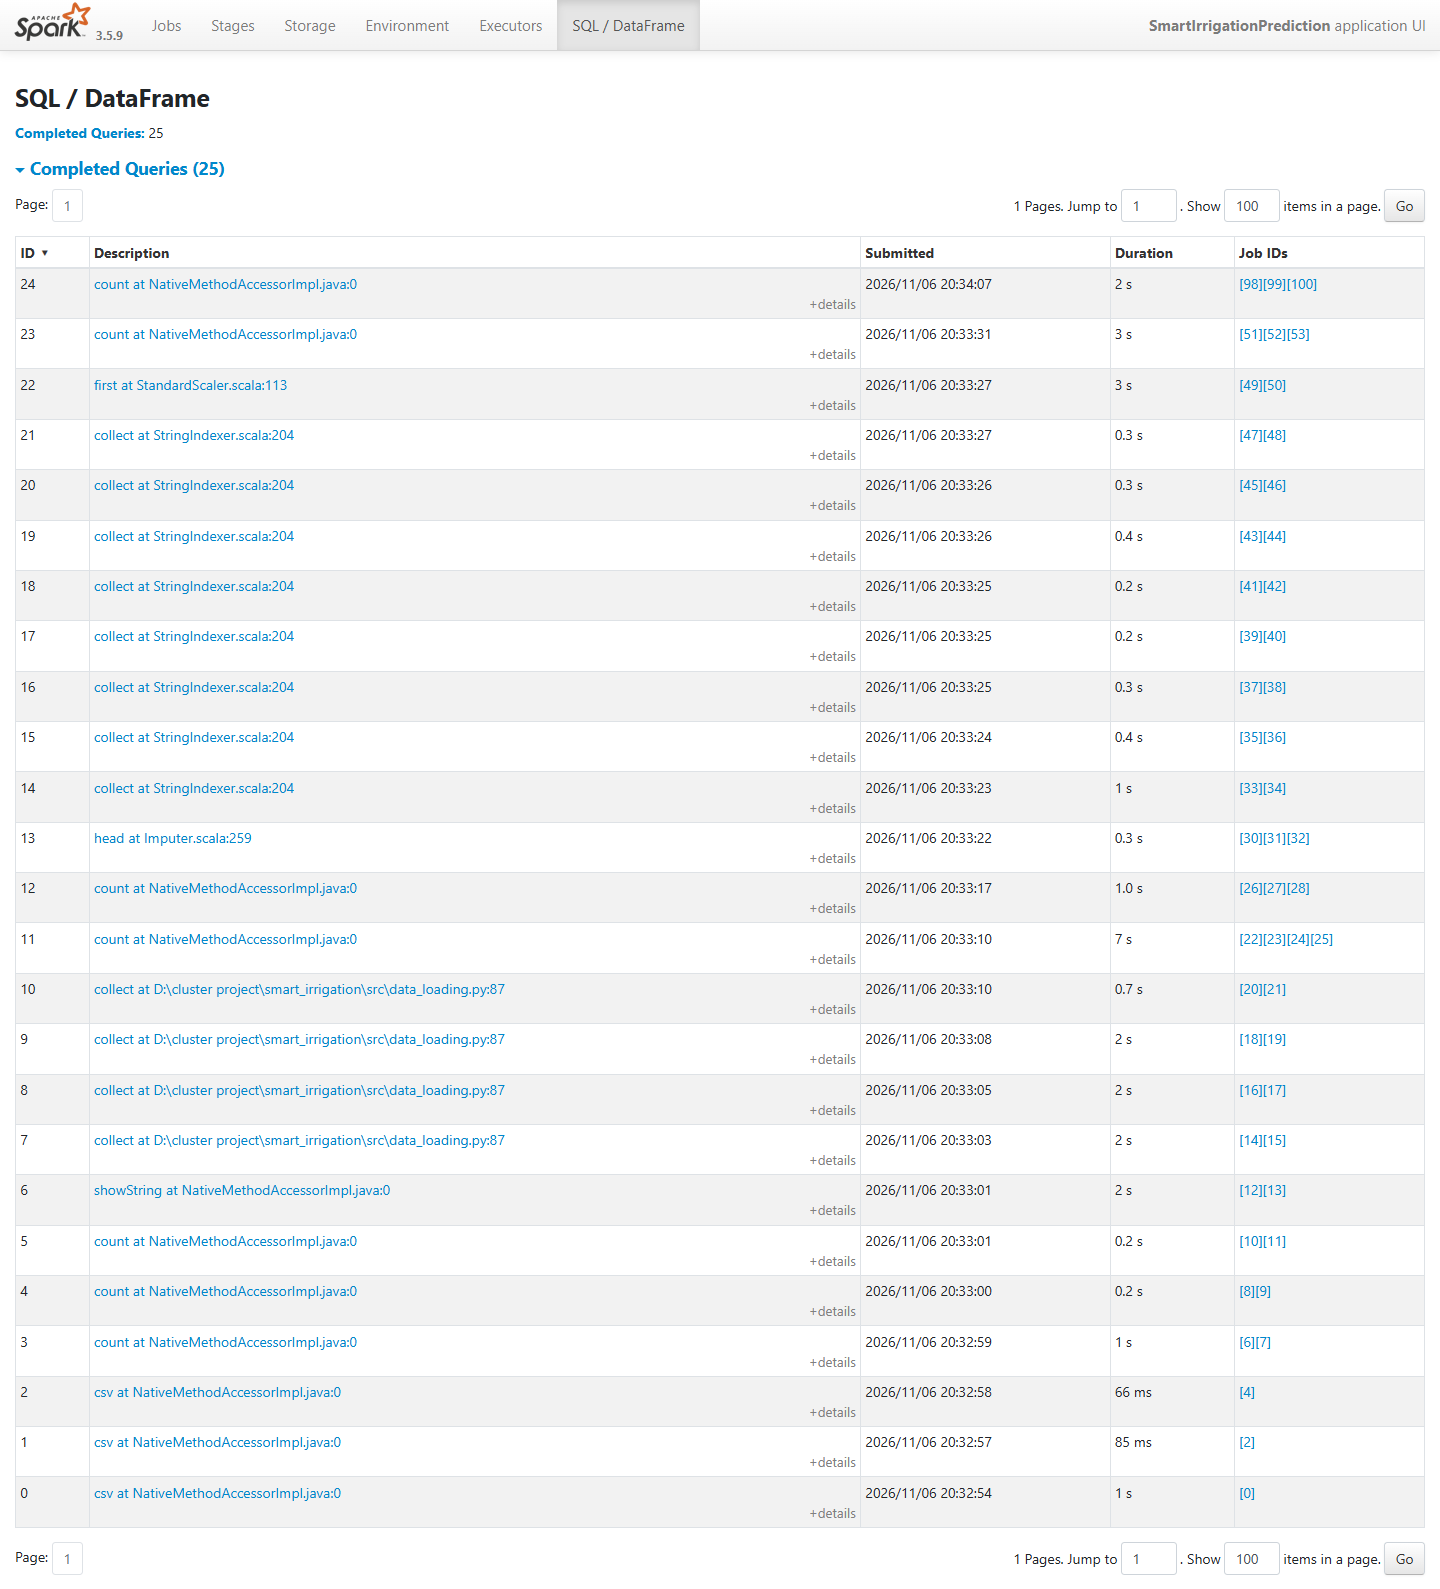 APACHE Spark 3.5.9 Jobs Stages Storage Environment Executors SQL / DataFrame SmartIrrigationPrediction application UI
SQL / DataFrame
Completed Queries: 25
Completed Queries (25)
Page: 1 1 Pages. Jump to 1 . Show 100 items in a page. Go
ID ▾ Description Submitted Duration Job IDs
24 count at NativeMethodAccessorImpl.java:0 2026/11/06 20:34:07 2 s [98][99][100]
+details
23 count at NativeMethodAccessorImpl.java:0 2026/11/06 20:33:31 3 s [51][52][53]
+details
22 first at StandardScaler.scala:113 2026/11/06 20:33:27 3 s [49][50]
+details
21 collect at StringIndexer.scala:204 2026/11/06 20:33:27 0.3 s [47][48]
+details
20 collect at StringIndexer.scala:204 2026/11/06 20:33:26 0.3 s [45][46]
+details
19 collect at StringIndexer.scala:204 2026/11/06 20:33:26 0.4 s [43][44]
+details
18 collect at StringIndexer.scala:204 2026/11/06 20:33:25 0.2 s [41][42]
+details
17 collect at StringIndexer.scala:204 2026/11/06 20:33:25 0.2 s [39][40]
+details
16 collect at StringIndexer.scala:204 2026/11/06 20:33:25 0.3 s [37][38]
+details
15 collect at StringIndexer.scala:204 2026/11/06 20:33:24 0.4 s [35][36]
+details
14 collect at StringIndexer.scala:204 2026/11/06 20:33:23 1 s [33][34]
+details
13 head at Imputer.scala:259 2026/11/06 20:33:22 0.3 s [30][31][32]
+details
12 count at NativeMethodAccessorImpl.java:0 2026/11/06 20:33:17 1.0 s [26][27][28]
+details
11 count at NativeMethodAccessorImpl.java:0 2026/11/06 20:33:10 7 s [22][23][24][25]
+details
10 collect at D:\cluster project\smart_irrigation\src\data_loading.py:87 2026/11/06 20:33:10 0.7 s [20][21]
+details
9 collect at D:\cluster project\smart_irrigation\src\data_loading.py:87 2026/11/06 20:33:08 2 s [18][19]
+details
8 collect at D:\cluster project\smart_irrigation\src\data_loading.py:87 2026/11/06 20:33:05 2 s [16][17]
+details
7 collect at D:\cluster project\smart_irrigation\src\data_loading.py:87 2026/11/06 20:33:03 2 s [14][15]
+details
6 showString at NativeMethodAccessorImpl.java:0 2026/11/06 20:33:01 2 s [12][13]
+details
5 count at NativeMethodAccessorImpl.java:0 2026/11/06 20:33:01 0.2 s [10][11]
+details
4 count at NativeMethodAccessorImpl.java:0 2026/11/06 20:33:00 0.2 s [8][9]
+details
3 count at NativeMethodAccessorImpl.java:0 2026/11/06 20:32:59 1 s [6][7]
+details
2 csv at NativeMethodAccessorImpl.java:0 2026/11/06 20:32:58 66 ms [4]
+details
1 csv at NativeMethodAccessorImpl.java:0 2026/11/06 20:32:57 85 ms [2]
+details
0 csv at NativeMethodAccessorImpl.java:0 2026/11/06 20:32:54 1 s [0]
+details
Page: 1 1 Pages. Jump to 1 . Show 100 items in a page. Go